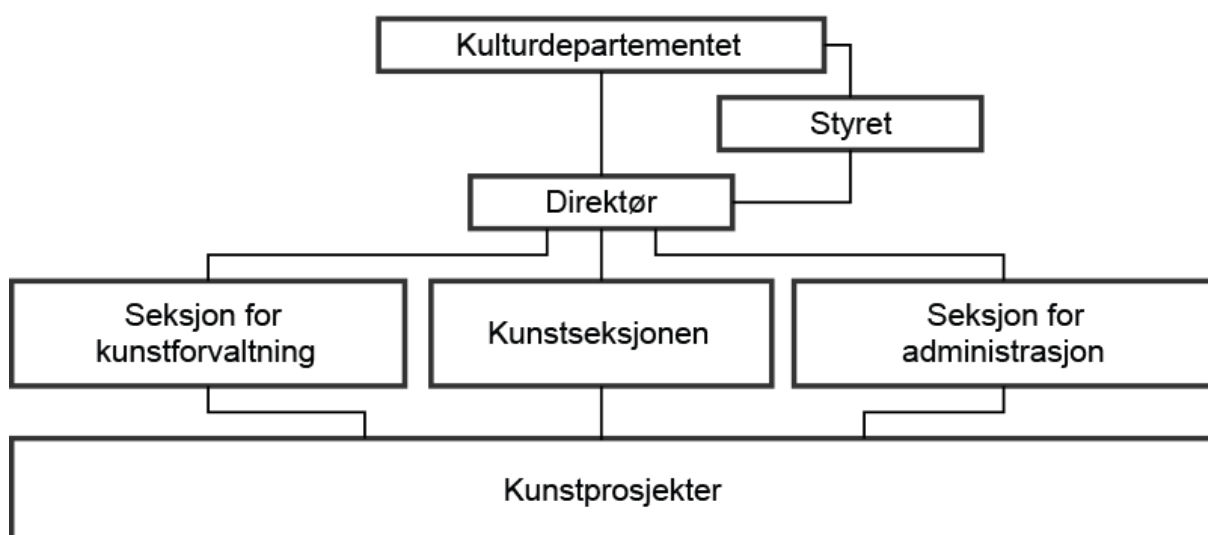 Kulturdepartementet
Styret
Direktør
Seksjon for
kunstforvaltning
Kunstseksjonen
Seksjon for
administrasjon
Kunstprosjekter